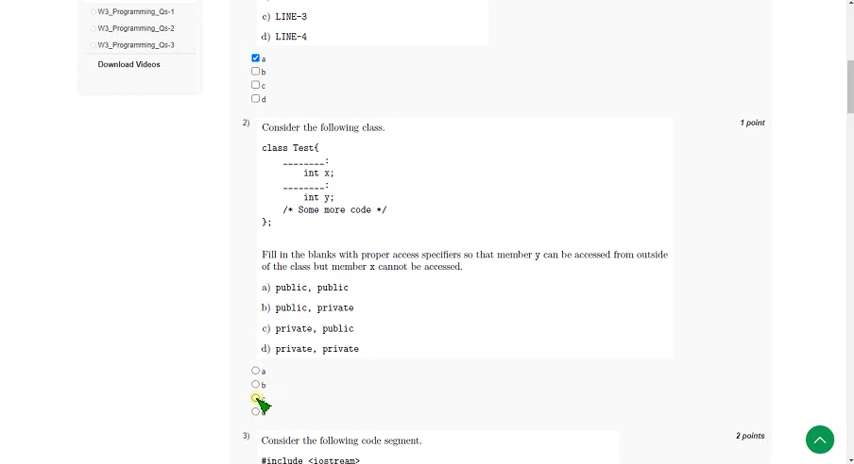 W3_Programming_Qs-1
W3_Programming_Qs-2
W3_Programming_Qs-3
Download Videos
c) LINE-3
d) LINE-4
a
b
c
d
2) Consider the following class. 1 point
class Test{
________:
int x;
________:
int y;
/* Some more code */
};
Fill in the blanks with proper access specifiers so that member y can be accessed from outside
of the class but member x cannot be accessed.
a) public, public
b) public, private
c) private, public
d) private, private
a
b
3) Consider the following code segment. 2 points
#include <iostream>